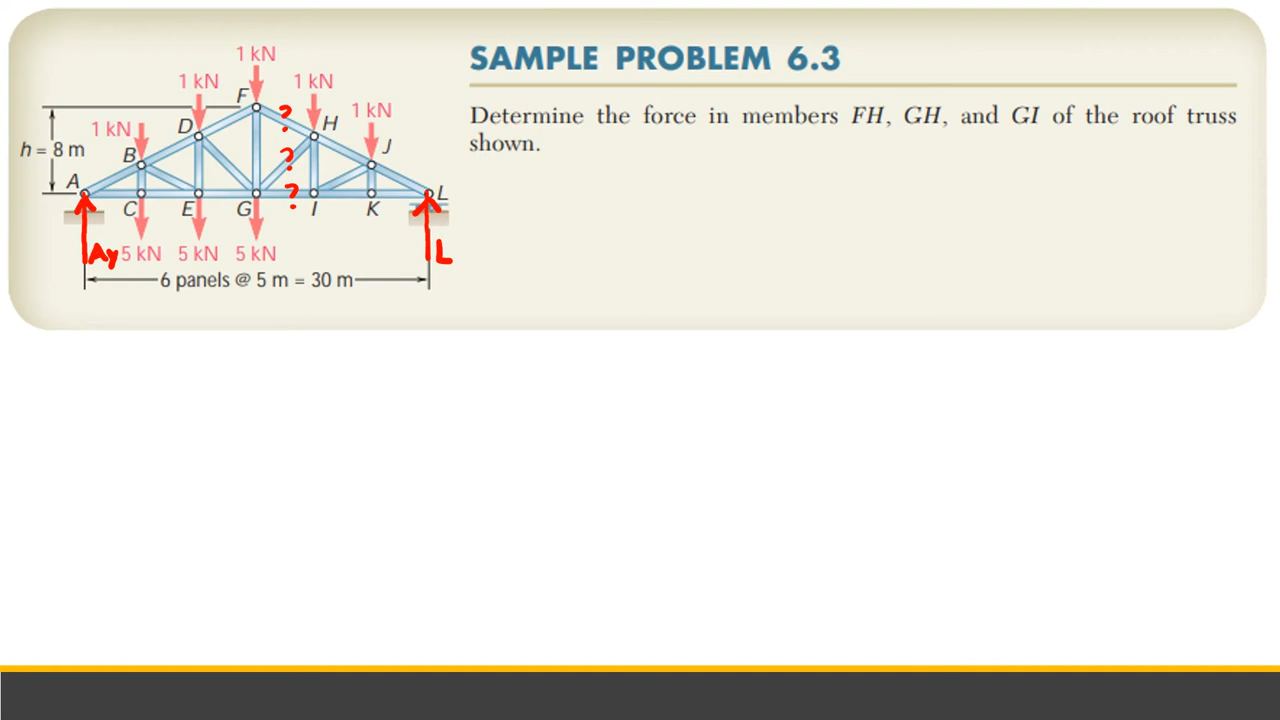 SAMPLE PROBLEM 6.3
Determine the force in members FH, GH, and GI of the roof truss
shown.
1 kN
1 kN 1 kN
F ?
1 kN
1 kN D H
h = 8 m B ? J
A ? L
C E G I K
Ay 5 kN 5 kN 5 kN L
6 panels @ 5 m = 30 m